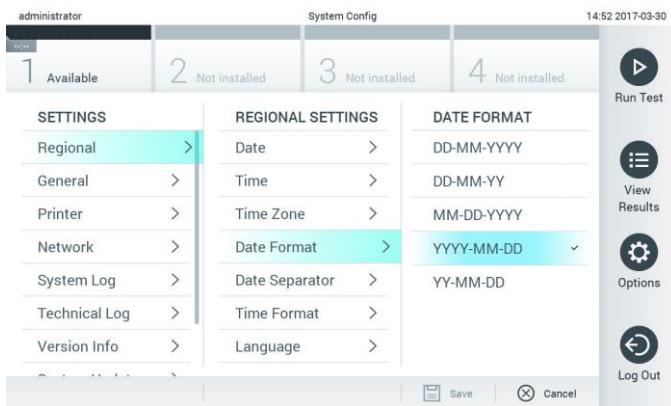 administrator System Config 14:52 2017-03-30
--:--
1 Available 2 Not installed 3 Not installed 4 Not installed
Run Test
SETTINGS REGIONAL SETTINGS DATE FORMAT
Regional Date DD-MM-YYYY
General Time DD-MM-YY
View
Results
Printer Time Zone MM-DD-YYYY
Network Date Format YYYY-MM-DD
System Log Date Separator YY-MM-DD
Options
Technical Log Time Format
Version Info Language
Log Out
Save Cancel